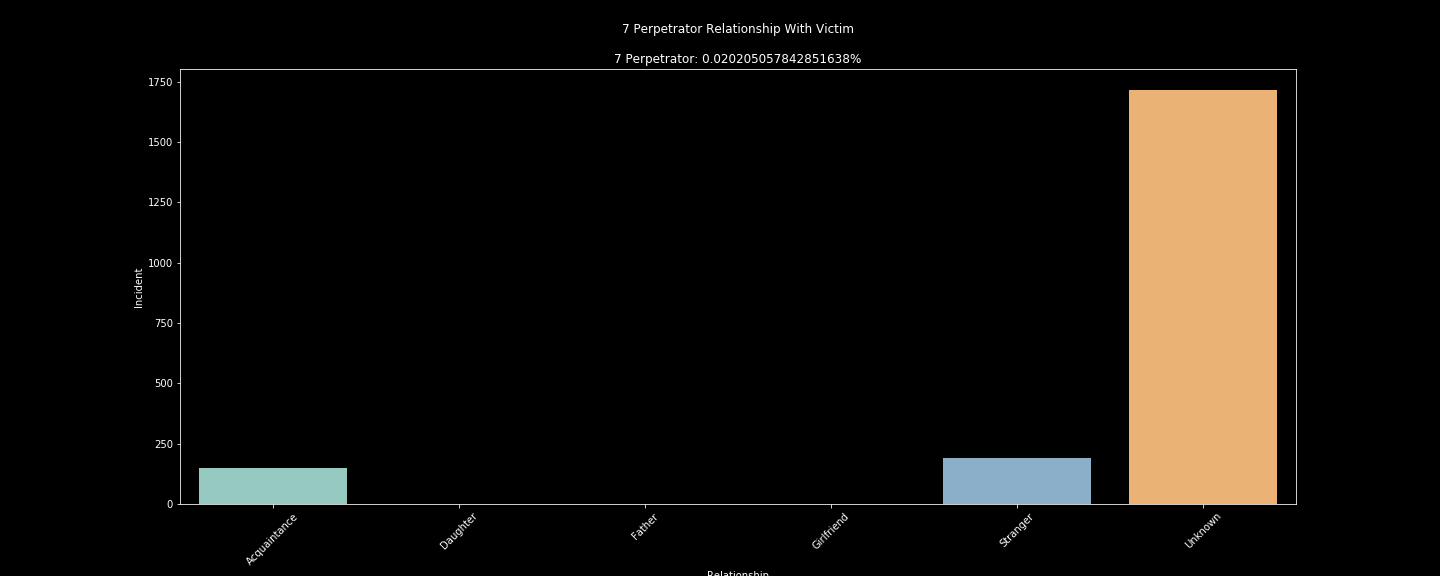 7 Perpetrator Relationship With Victim
7 Perpetrator: 0.020205057842851638%
1750
1500
1250
1000
750
500
250
0
Incident
Acquaintance
Daughter
Father
Girlfriend
Stranger
Unknown
Relationship